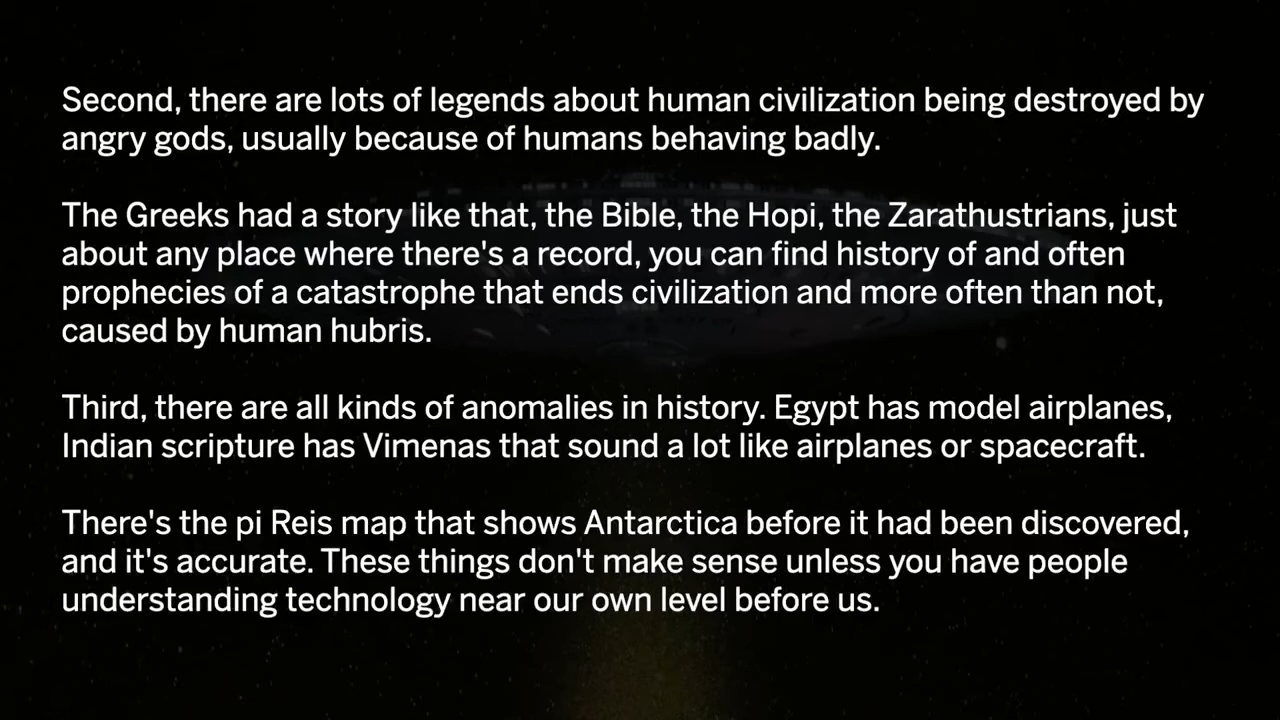 Second, there are lots of legends about human civilization being destroyed by
angry gods, usually because of humans behaving badly.
The Greeks had a story like that, the Bible, the Hopi, the Zarathustrians, just
about any place where there's a record, you can find history of and often
prophecies of a catastrophe that ends civilization and more often than not,
caused by human hubris.
Third, there are all kinds of anomalies in history. Egypt has model airplanes,
Indian scripture has Vimenas that sound a lot like airplanes or spacecraft.
There's the pi Reis map that shows Antarctica before it had been discovered,
and it's accurate. These things don't make sense unless you have people
understanding technology near our own level before us.